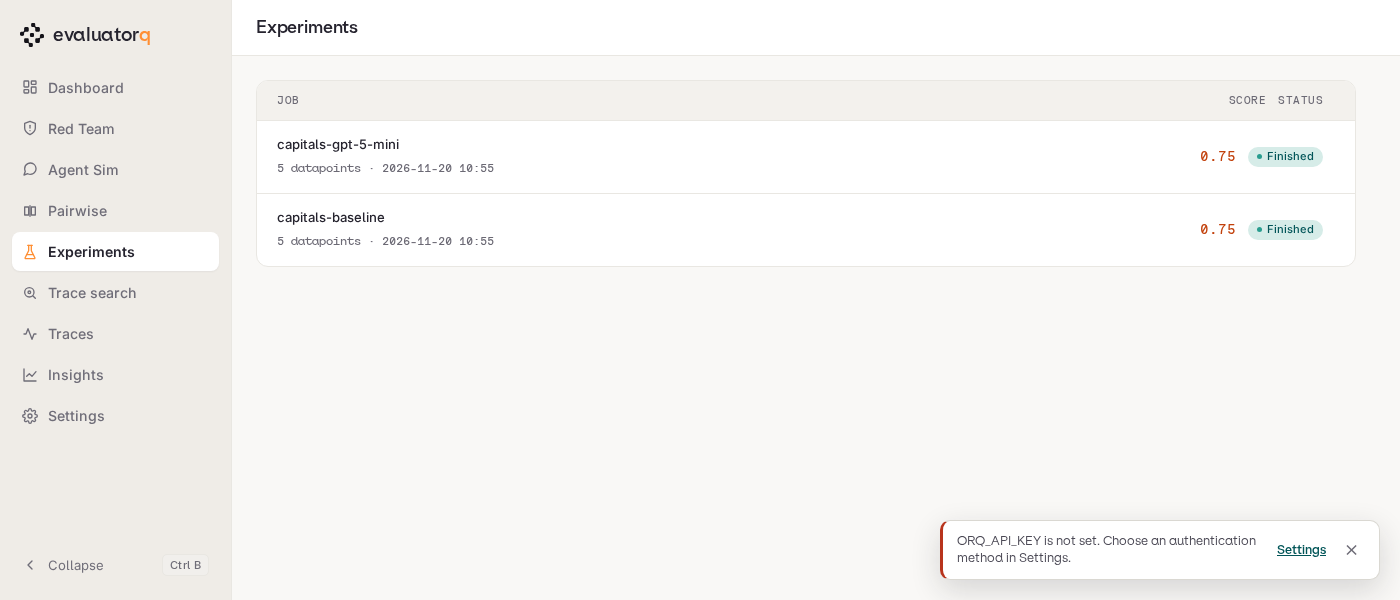 evaluatorq
Dashboard
Red Team
Agent Sim
Pairwise
Experiments
Trace search
Traces
Insights
Settings
Collapse
Ctrl B
Experiments
JOB
SCORE STATUS
capitals-gpt-5-mini
5 datapoints · 2026-11-20 10:55
0.75 Finished
capitals-baseline
5 datapoints · 2026-11-20 10:55
0.75 Finished
ORQ_API_KEY is not set. Choose an authentication
method in Settings.
Settings